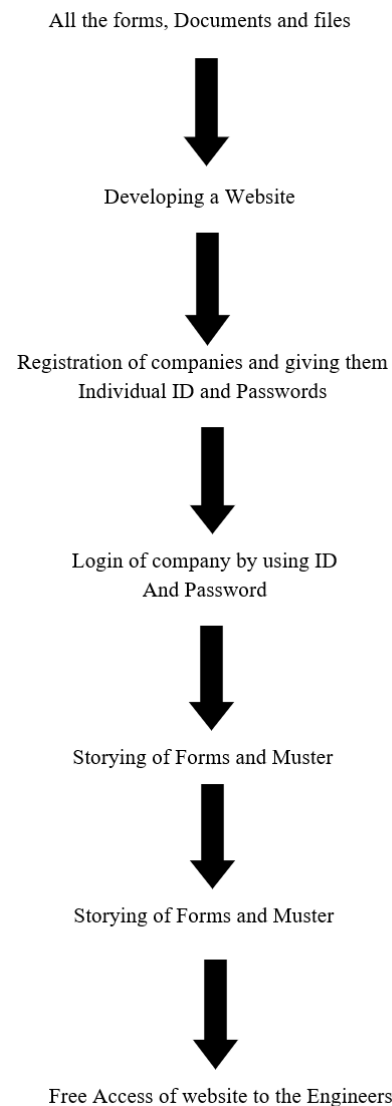 All the forms, Documents and files
Developing a Website
Registration of companies and giving them
Individual ID and Passwords
Login of company by using ID
And Password
Storying of Forms and Muster
Storying of Forms and Muster
Free Access of website to the Engineers